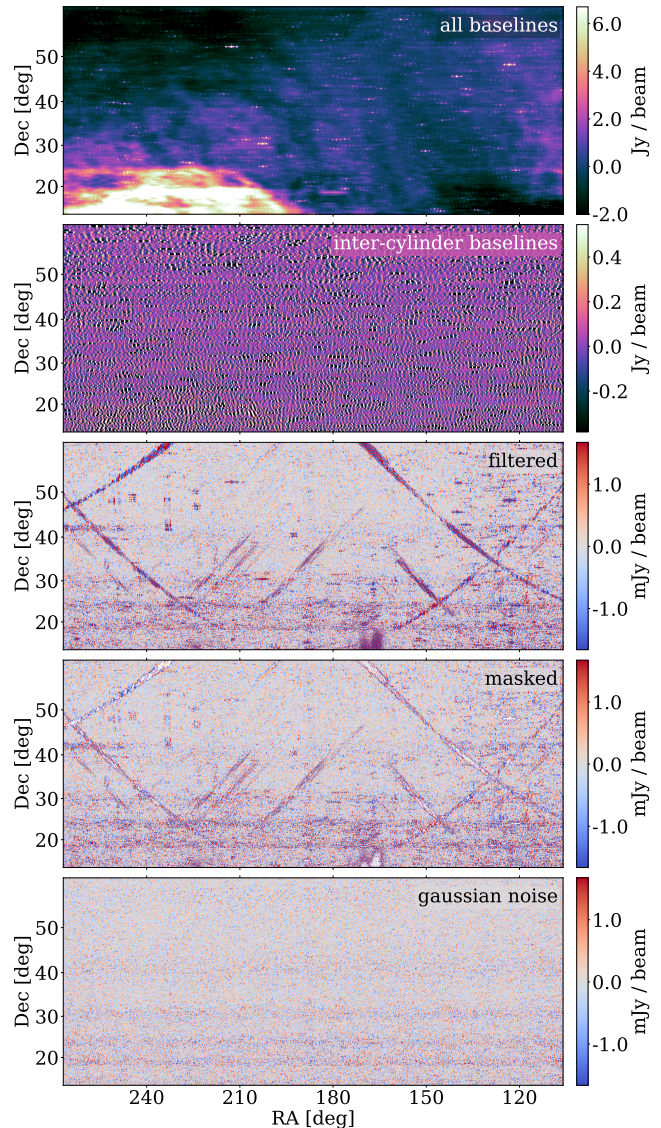 all baselines
Dec [deg]
50
40
30
20
6.0
4.0
2.0
0.0
-2.0
Jy / beam
inter-cylinder baselines
Dec [deg]
50
40
30
20
0.4
0.2
0.0
-0.2
Jy / beam
filtered
Dec [deg]
50
40
30
20
1.0
0.0
-1.0
mJy / beam
masked
Dec [deg]
50
40
30
20
1.0
0.0
-1.0
mJy / beam
gaussian noise
Dec [deg]
50
40
30
20
1.0
0.0
-1.0
mJy / beam
240 210 180 150 120
RA [deg]